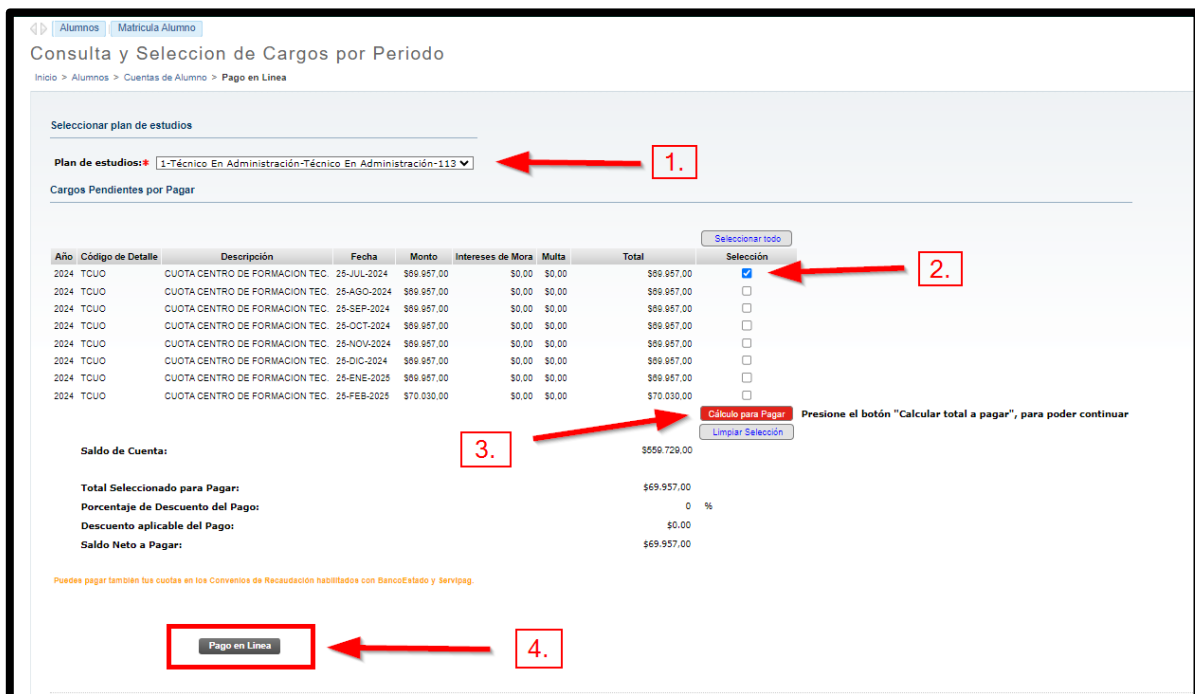 Alumnos Matricula Alumno
Consulta y Seleccion de Cargos por Periodo
Inicio > Alumnos > Cuentas de Alumno > Pago en Linea
Seleccionar plan de estudios
Plan de estudios:* 1-Técnico En Administración-Técnico En Administración-113
1.
Cargos Pendientes por Pagar
Seleccionar todo
Año Código de Detalle Descripción Fecha Monto Intereses de Mora Multa Total Selección
2.
2024 TCUO CUOTA CENTRO DE FORMACION TEC. 25-JUL-2024 $69.957,00 $0,00 $0,00 $69.957,00
2024 TCUO CUOTA CENTRO DE FORMACION TEC. 25-AGO-2024 $69.957,00 $0,00 $0,00 $69.957,00
2024 TCUO CUOTA CENTRO DE FORMACION TEC. 25-SEP-2024 $69.957,00 $0,00 $0,00 $69.957,00
2024 TCUO CUOTA CENTRO DE FORMACION TEC. 25-OCT-2024 $69.957,00 $0,00 $0,00 $69.957,00
2024 TCUO CUOTA CENTRO DE FORMACION TEC. 25-NOV-2024 $69.957,00 $0,00 $0,00 $69.957,00
2024 TCUO CUOTA CENTRO DE FORMACION TEC. 25-DIC-2024 $69.957,00 $0,00 $0,00 $69.957,00
2024 TCUO CUOTA CENTRO DE FORMACION TEC. 25-ENE-2025 $69.957,00 $0,00 $0,00 $69.957,00
2024 TCUO CUOTA CENTRO DE FORMACION TEC. 25-FEB-2025 $70.030,00 $0,00 $0,00 $70.030,00
Cálculo para Pagar Presione el botón "Calcular total a pagar", para poder continuar
Limpiar Selección
3.
Saldo de Cuenta: $559.729,00
Total Seleccionado para Pagar: $69.957,00
Porcentaje de Descuento del Pago: 0 %
Descuento aplicable del Pago: $0.00
Saldo Neto a Pagar: $69.957,00
Puedes pagar también tus cuotas en los Convenios de Recaudación habilitados con BancoEstado y Servipag.
Pago en Linea
4.